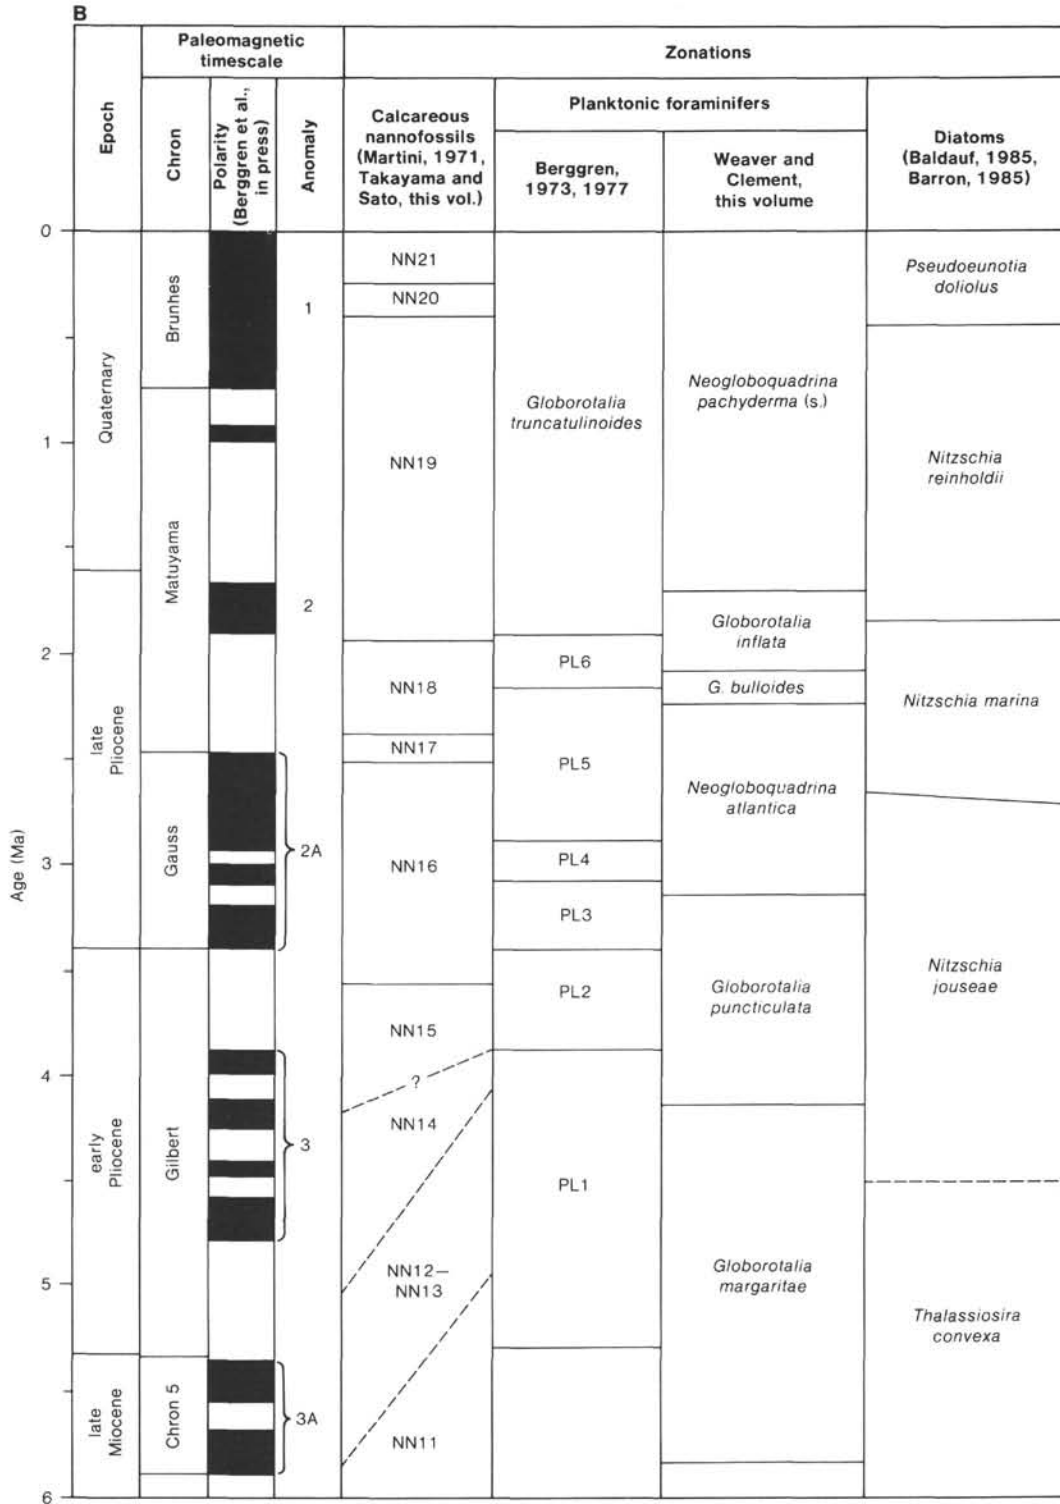 B
Epoch
Paleomagnetic
timescale
Chron
Polarity
(Berggren et al.,
in press)
Anomaly
Zonations
Calcareous
nannofossils
(Martini, 1971,
Takayama and
Sato, this vol.)
Planktonic foraminifers
Berggren,
1973, 1977
Weaver and
Clement,
this volume
Diatoms
(Baldauf, 1985,
Barron, 1985)
Age (Ma)
0
1
2
3
4
5
6
Quaternary
late
Pliocene
early
Pliocene
late
Miocene
Brunhes
Matuyama
Gauss
Gilbert
Chron 5
1
2
2A
3
3A
NN21
NN20
NN19
NN18
NN17
NN16
NN15
?
NN14
NN12—
NN13
NN11
Globorotalia
truncatulinoides
PL6
PL5
PL4
PL3
PL2
PL1
Neogloboquadrina
pachyderma (s.)
Globorotalia
inflata
G. bulloides
Neogloboquadrina
atlantica
Globorotalia
puncticulata
Globorotalia
margaritae
Pseudoeunotia
doliolus
Nitzschia
reinholdii
Nitzschia marina
Nitzschia
jouseae
Thalassiosira
convexa